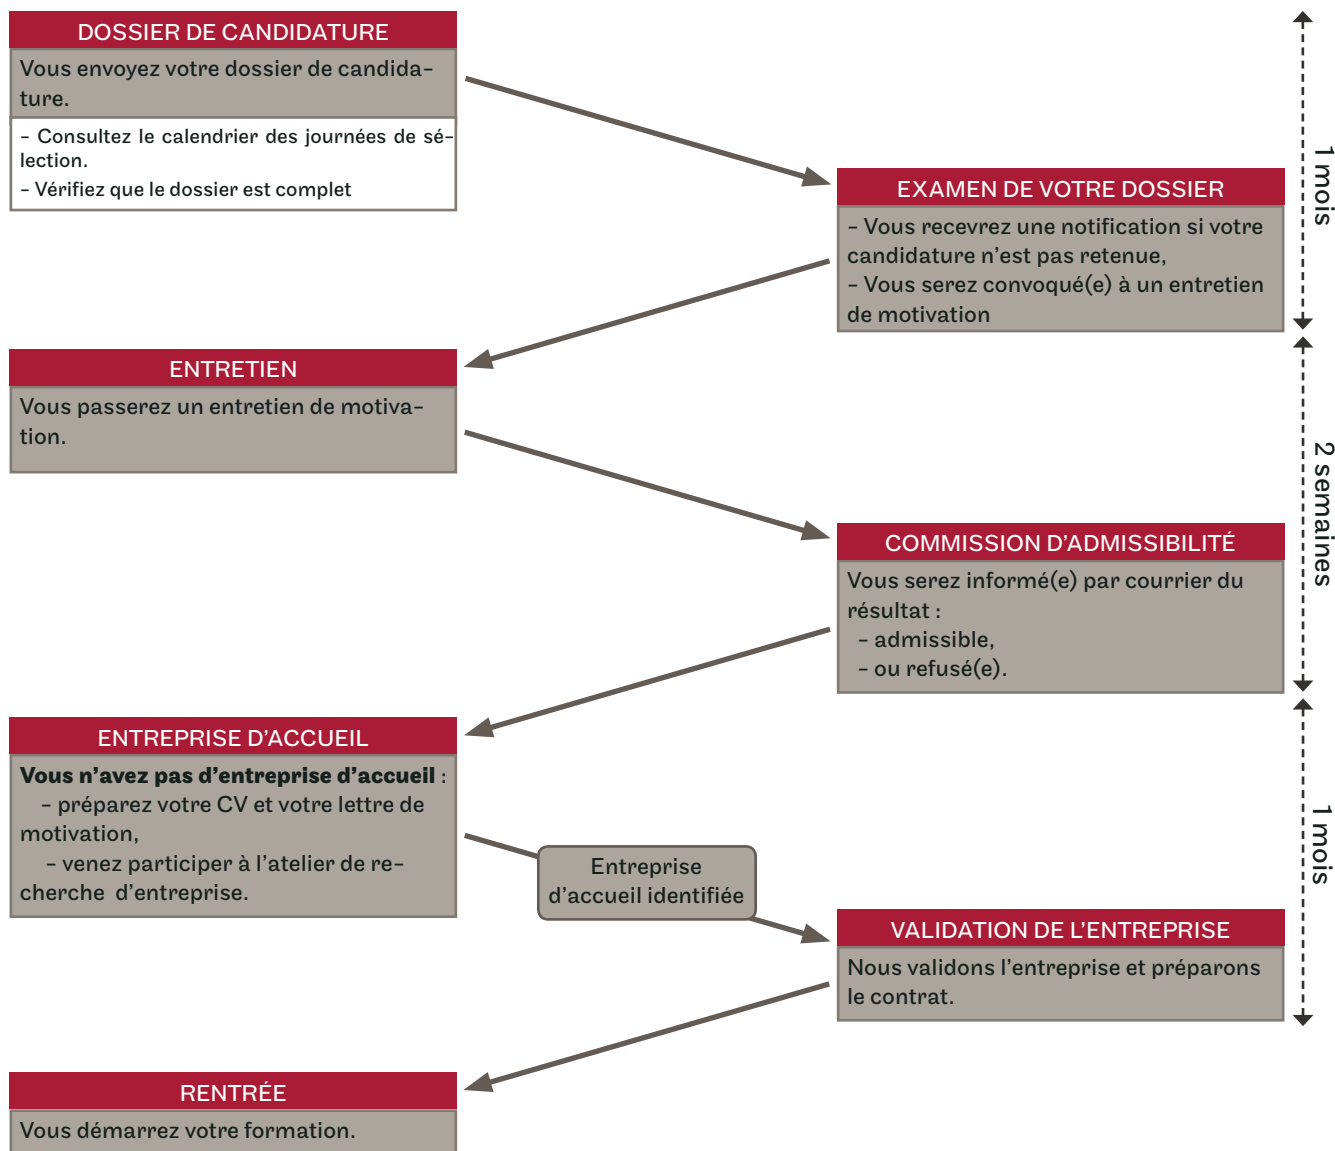 DOSSIER DE CANDIDATURE
Vous envoyez votre dossier de candida-
ture.
- Consultez le calendrier des journées de sé-
lection.
- Vérifiez que le dossier est complet
1 mois
EXAMEN DE VOTRE DOSSIER
- Vous recevrez une notification si votre
candidature n'est pas retenue,
- Vous serez convoqué(e) à un entretien
de motivation
ENTRETIEN
Vous passerez un entretien de motiva-
tion.
2 semaines
COMMISSION D'ADMISSIBILITÉ
Vous serez informé(e) par courrier du
résultat :
- admissible,
- ou refusé(e).
ENTREPRISE D'ACCUEIL
Vous n'avez pas d'entreprise d'accueil :
- préparez votre CV et votre lettre de
motivation,
- venez participer à l'atelier de re-
cherche d'entreprise.
1 mois
Entreprise
d'accueil identifiée
VALIDATION DE L'ENTREPRISE
Nous validons l'entreprise et préparons
le contrat.
RENTRÉE
Vous démarrez votre formation.